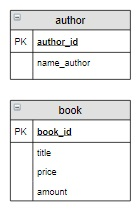 author
PK author_id
name_author
book
PK book_id
title
price
amount